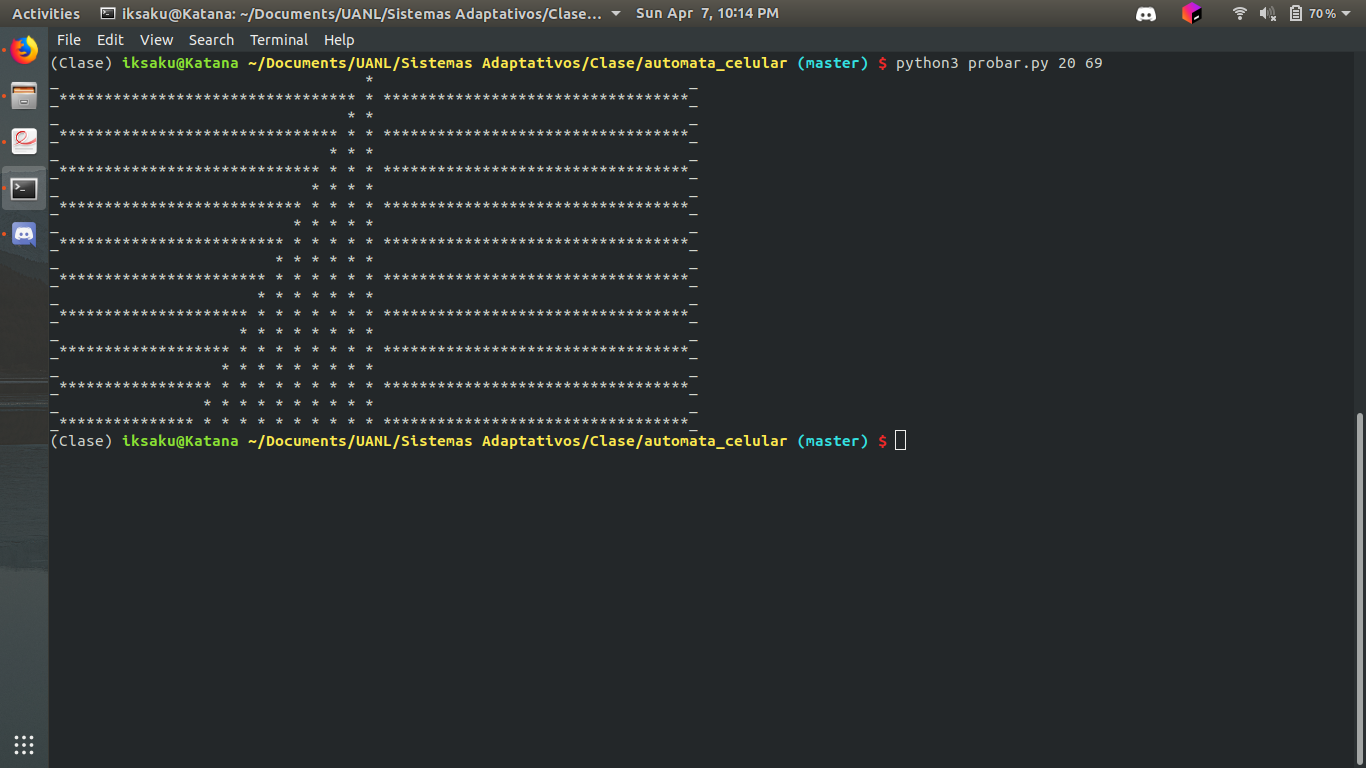 Activities iksaku@Katana: ~/Documents/UANL/Sistemas Adaptativos/Clase… Sun Apr 7, 10:14 PM 70%
File Edit View Search Terminal Help
(Clase) iksaku@Katana ~/Documents/UANL/Sistemas Adaptativos/Clase/automata_celular (master) $ python3 probar.py 20 69
_                                  *                                   _
_********************************* * **********************************_
_                                * *                                   _
_******************************* * * **********************************_
_                              * * *                                   _
_***************************** * * * **********************************_
_                            * * * *                                   _
_*************************** * * * * **********************************_
_                          * * * * *                                   _
_************************* * * * * * **********************************_
_                        * * * * * *                                   _
_*********************** * * * * * * **********************************_
_                      * * * * * * *                                   _
_********************* * * * * * * * **********************************_
_                    * * * * * * * *                                   _
_******************* * * * * * * * * **********************************_
_                  * * * * * * * * *                                   _
_***************** * * * * * * * * * **********************************_
_                * * * * * * * * * *                                   _
_*************** * * * * * * * * * * **********************************_
(Clase) iksaku@Katana ~/Documents/UANL/Sistemas Adaptativos/Clase/automata_celular (master) $